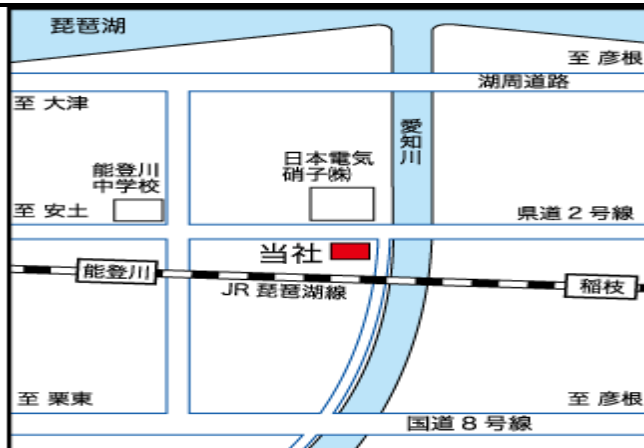 琵琶湖
至 彦根
湖周道路
至 大津
愛知川
日本電気
硝子㈱
能登川
中学校
至 安土
県道2号線
当社
能登川
JR 琵琶湖線
稲枝
至 栗東
至 彦根
国道8号線